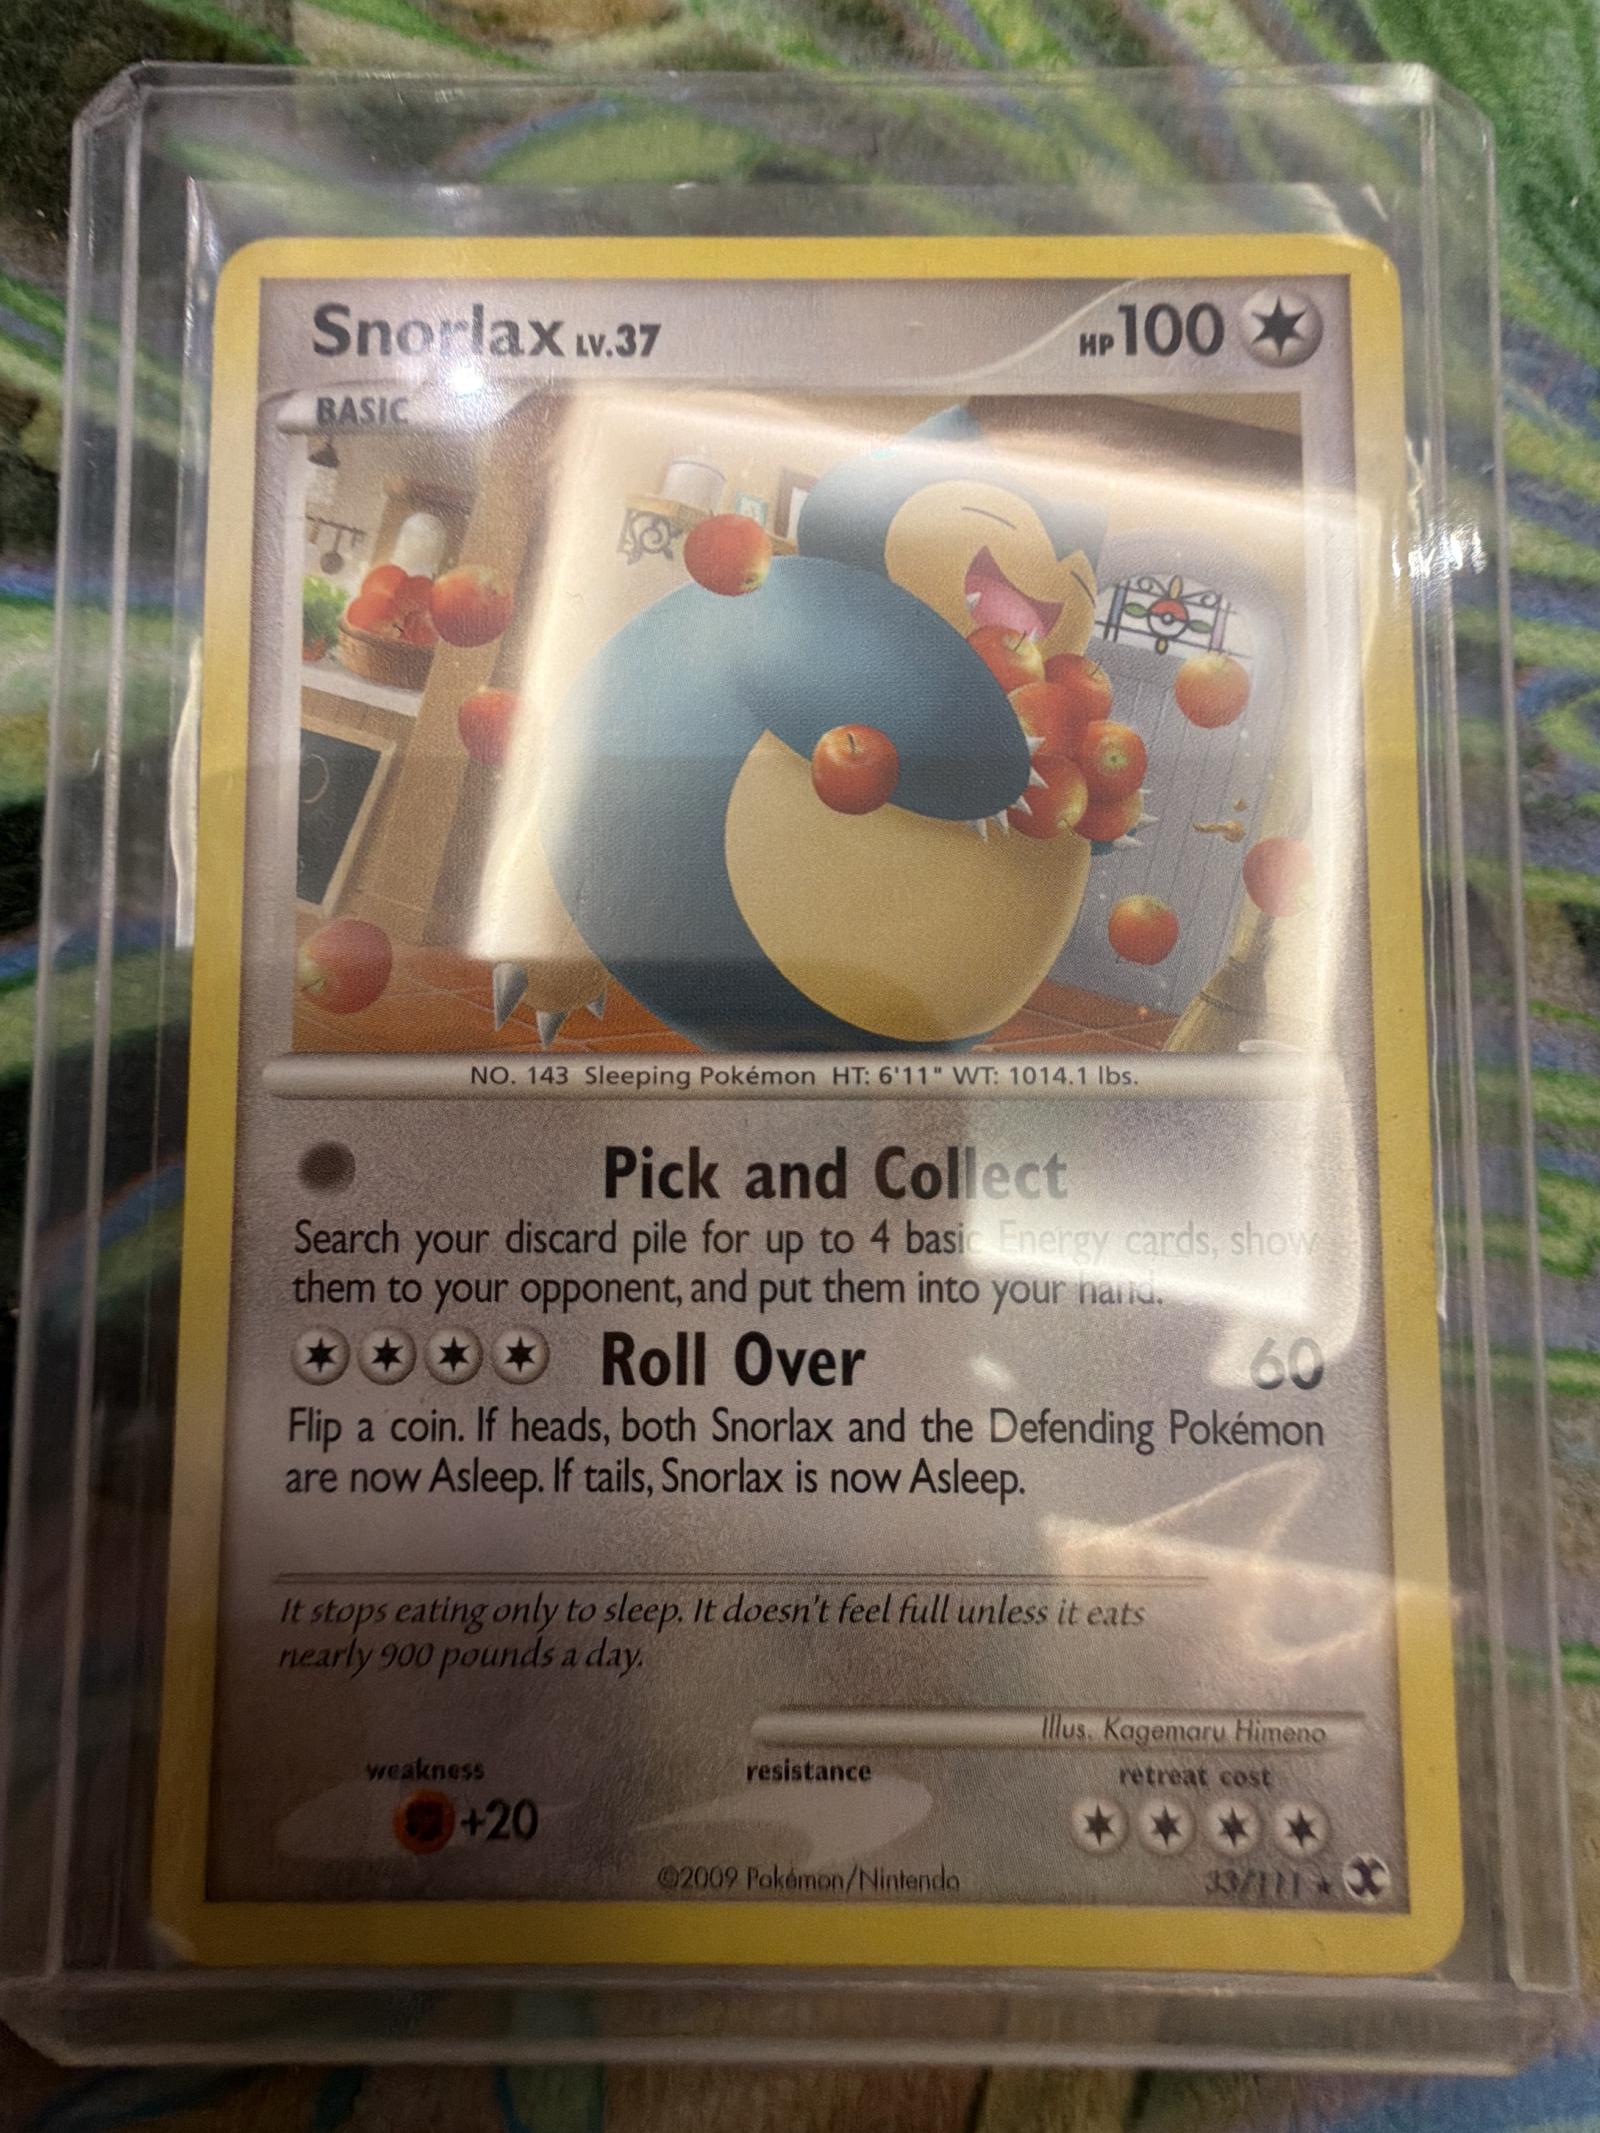 Snorlax LV.37 HP 100
BASIC
NO. 143 Sleeping Pokémon HT: 6'11" WT: 1014.1 lbs.
Pick and Collect
Search your discard pile for up to 4 basic Energy cards, show
them to your opponent, and put them into your hand.
Roll Over 60
Flip a coin. If heads, both Snorlax and the Defending Pokémon
are now Asleep. If tails, Snorlax is now Asleep.
It stops eating only to sleep. It doesn't feel full unless it eats
nearly 900 pounds a day.
Illus. Kagemaru Himeno
weakness resistance retreat cost
+20
©2009 Pokémon/Nintendo 33/111